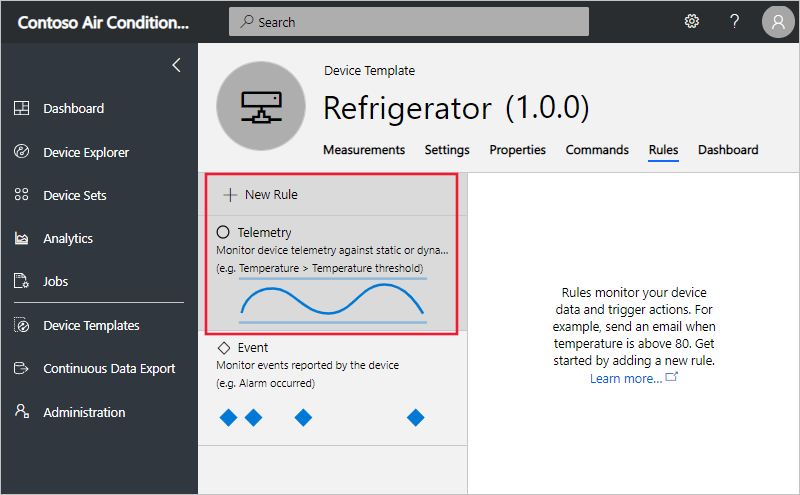 Contoso Air Condition...
Search
?
Dashboard
Device Explorer
Device Sets
Analytics
Jobs
Device Templates
Continuous Data Export
Administration
Device Template
Refrigerator (1.0.0)
Measurements Settings Properties Commands Rules Dashboard
+ New Rule
Telemetry
Monitor device telemetry against static or dyna...
(e.g. Temperature > Temperature threshold)
Event
Monitor events reported by the device
(e.g. Alarm occurred)
Rules monitor your device
data and trigger actions. For
example, send an email when
temperature is above 80. Get
started by adding a new rule.
Learn more...